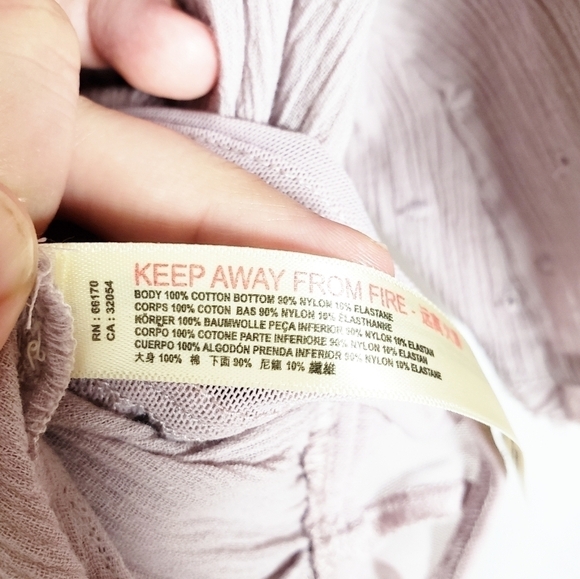 RN : 66170
CA : 32054
KEEP AWAY FROM FIRE -
BODY 100% COTTON BOTTOM 90% NYLON 10% ELASTANE
CORPS 100% COTON BAS 90% NYLON 10% ELASTHANNE
KÖRPER 100% BAUMWOLLE PEÇA INFERIOR 90% NYLON 10% ELASTAN
CORPO 100% COTONE PARTE INFERIORE 90% NYLON 10% ELASTAN
CUERPO 100% ALGODÓN PRENDA INFERIOR 90% NYLON 10% ELASTANE
大身 100% 棉 下面 90% 尼龍 10% 纖維